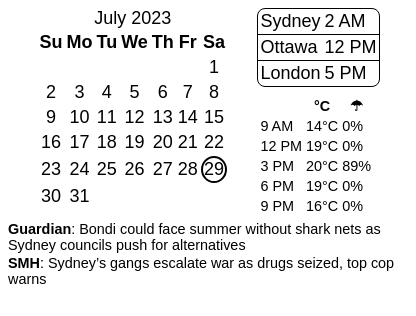 July 2023
Su Mo Tu We Th Fr Sa
1
2 3 4 5 6 7 8
9 10 11 12 13 14 15
16 17 18 19 20 21 22
23 24 25 26 27 28 29
30 31
Sydney 2 AM
Ottawa 12 PM
London 5 PM
°C ☂
9 AM 14°C 0%
12 PM 19°C 0%
3 PM 20°C 89%
6 PM 19°C 0%
9 PM 16°C 0%
Guardian: Bondi could face summer without shark nets as
Sydney councils push for alternatives
SMH: Sydney’s gangs escalate war as drugs seized, top cop
warns